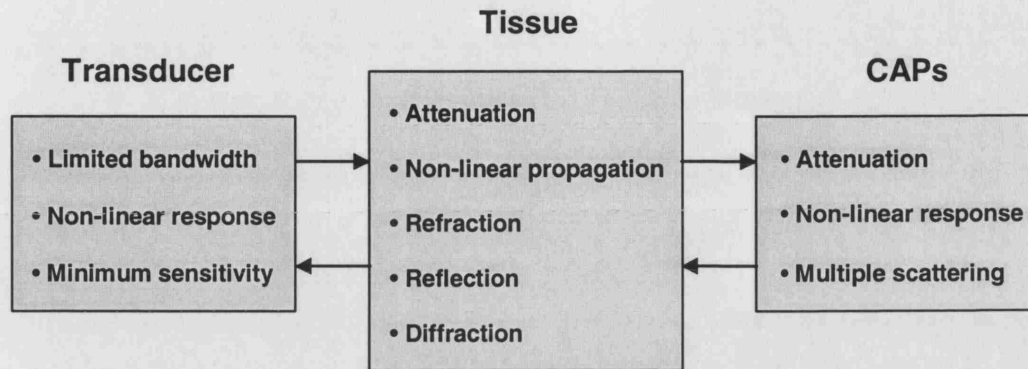 Transducer
• Limited bandwidth
• Non-linear response
• Minimum sensitivity
Tissue
• Attenuation
• Non-linear propagation
• Refraction
• Reflection
• Diffraction
CAPs
• Attenuation
• Non-linear response
• Multiple scattering